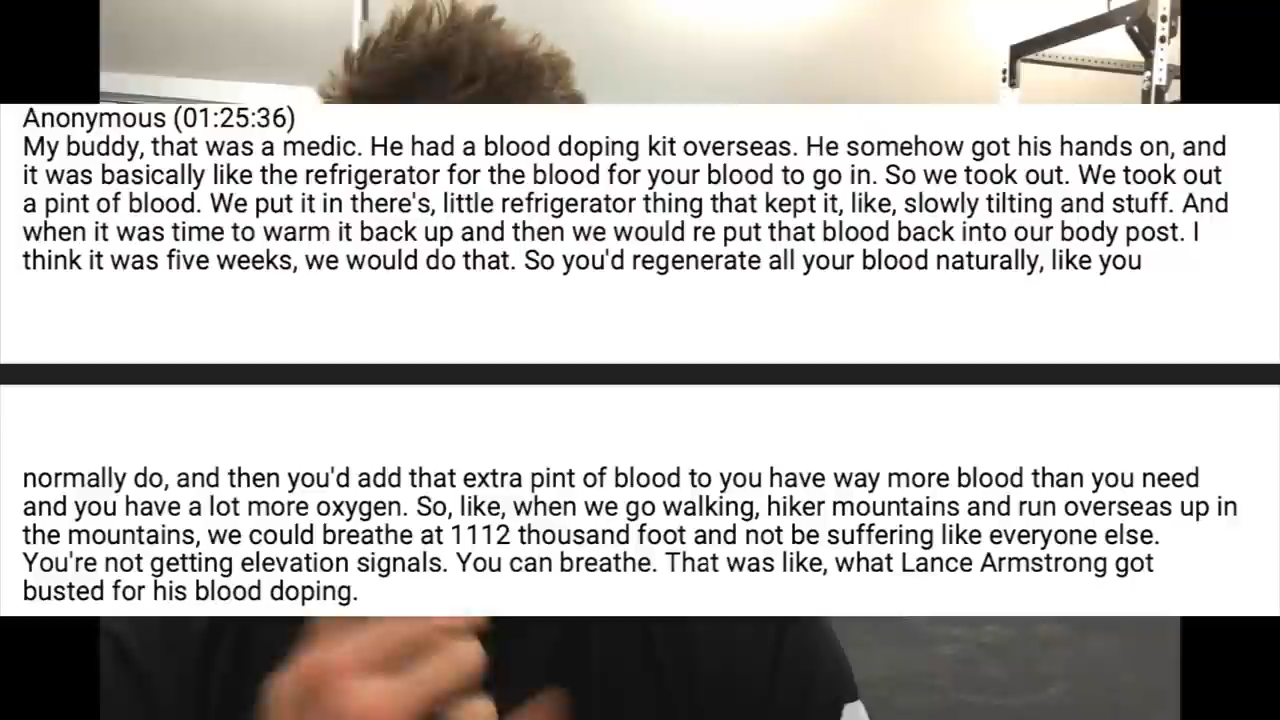 Anonymous (01:25:36)
My buddy, that was a medic. He had a blood doping kit overseas. He somehow got his hands on, and
it was basically like the refrigerator for the blood for your blood to go in. So we took out. We took out
a pint of blood. We put it in there's, little refrigerator thing that kept it, like, slowly tilting and stuff. And
when it was time to warm it back up and then we would re put that blood back into our body post. I
think it was five weeks, we would do that. So you'd regenerate all your blood naturally, like you
normally do, and then you'd add that extra pint of blood to you have way more blood than you need
and you have a lot more oxygen. So, like, when we go walking, hiker mountains and run overseas up in
the mountains, we could breathe at 1112 thousand foot and not be suffering like everyone else.
You're not getting elevation signals. You can breathe. That was like, what Lance Armstrong got
busted for his blood doping.